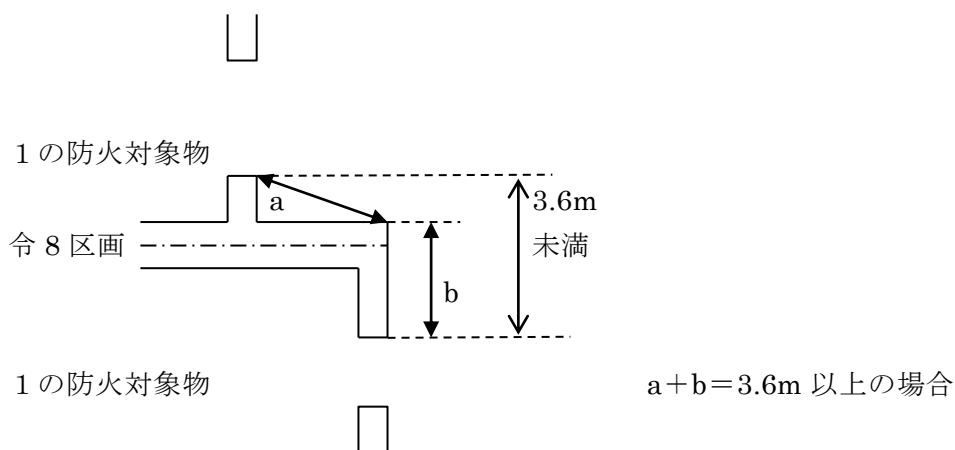 １の防火対象物
a
3.6m
未満
令８区画
b
１の防火対象物
a＋b＝3.6m 以上の場合